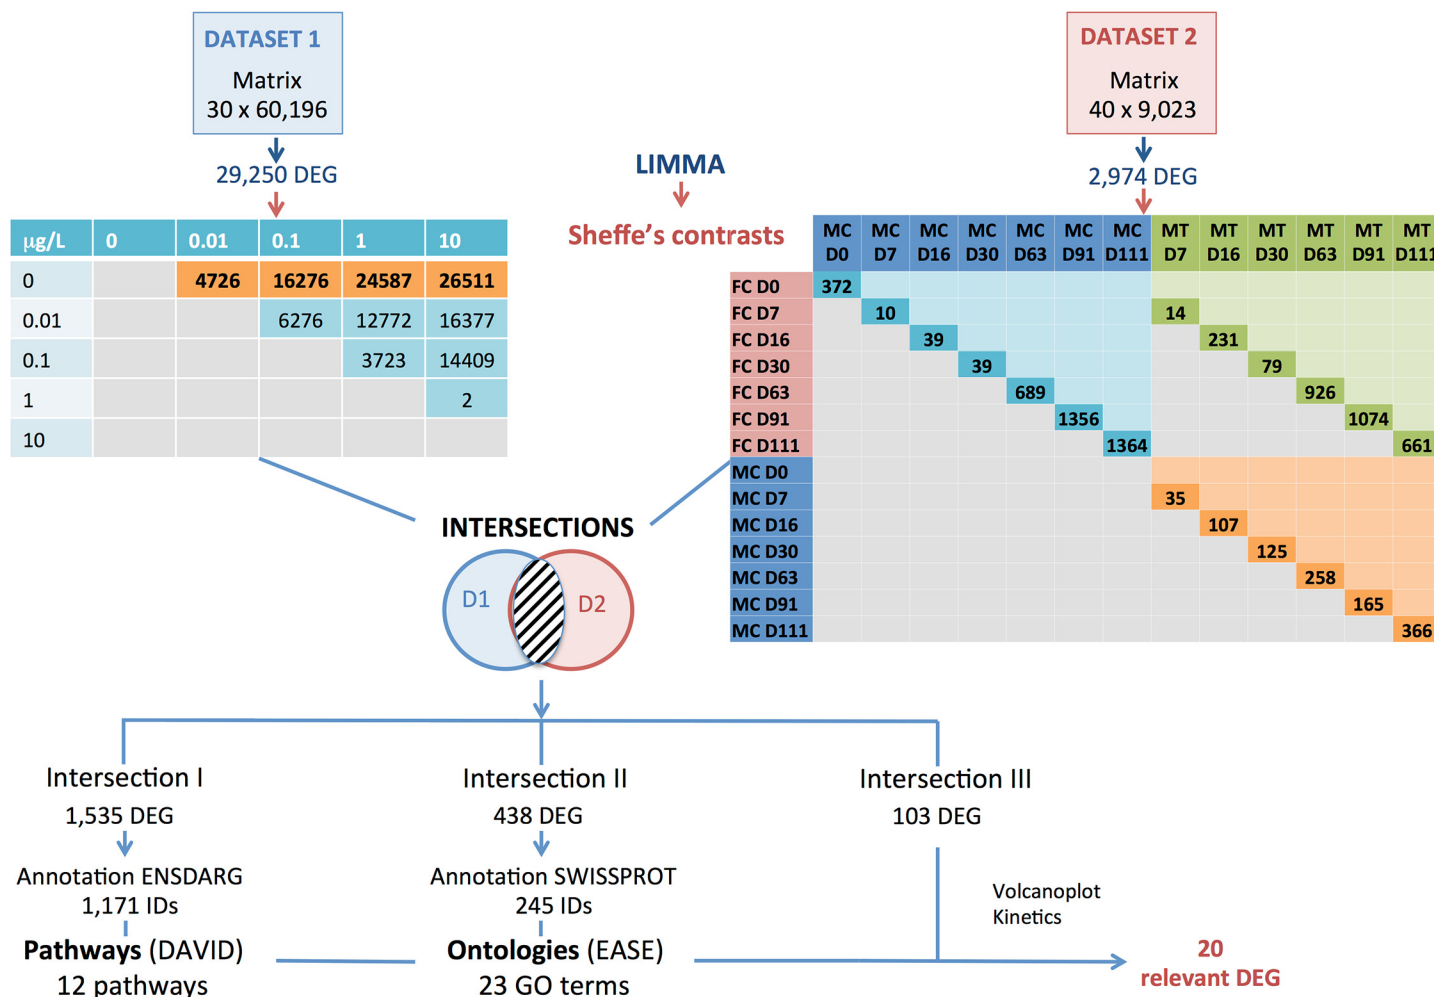 DATASET 1
Matrix
30 x 60,196
29,250 DEG
DATASET 2
Matrix
40 x 9,023
2,974 DEG
LIMMA
Sheffe's contrasts
µg/L 0 0.01 0.1 1 10
0 4726 16276 24587 26511
0.01 6276 12772 16377
0.1 3723 14409
1 2
10
MC MC MC MC MC MC MC MT MT MT MT MT MT
D0 D7 D16 D30 D63 D91 D111 D7 D16 D30 D63 D91 D111
FC D0 372
FC D7 10 14
FC D16 39 231
FC D30 39 79
FC D63 689 926
FC D91 1356 1074
FC D111 1364 661
MC D0
MC D7 35
MC D16 107
MC D30 125
MC D63 258
MC D91 165
MC D111 366
INTERSECTIONS
D1 D2
Intersection I
1,535 DEG
Annotation ENSDARG
1,171 IDs
Pathways (DAVID)
12 pathways
Intersection II
438 DEG
Annotation SWISSPROT
245 IDs
Ontologies (EASE)
23 GO terms
Intersection III
103 DEG
Volcanoplot
Kinetics
20
relevant DEG